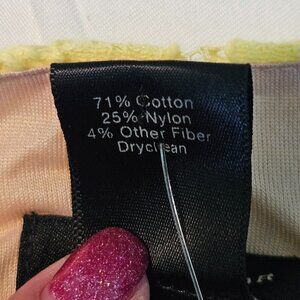 71% Cotton
25% Nylon
4% Other Fiber
Dryclean